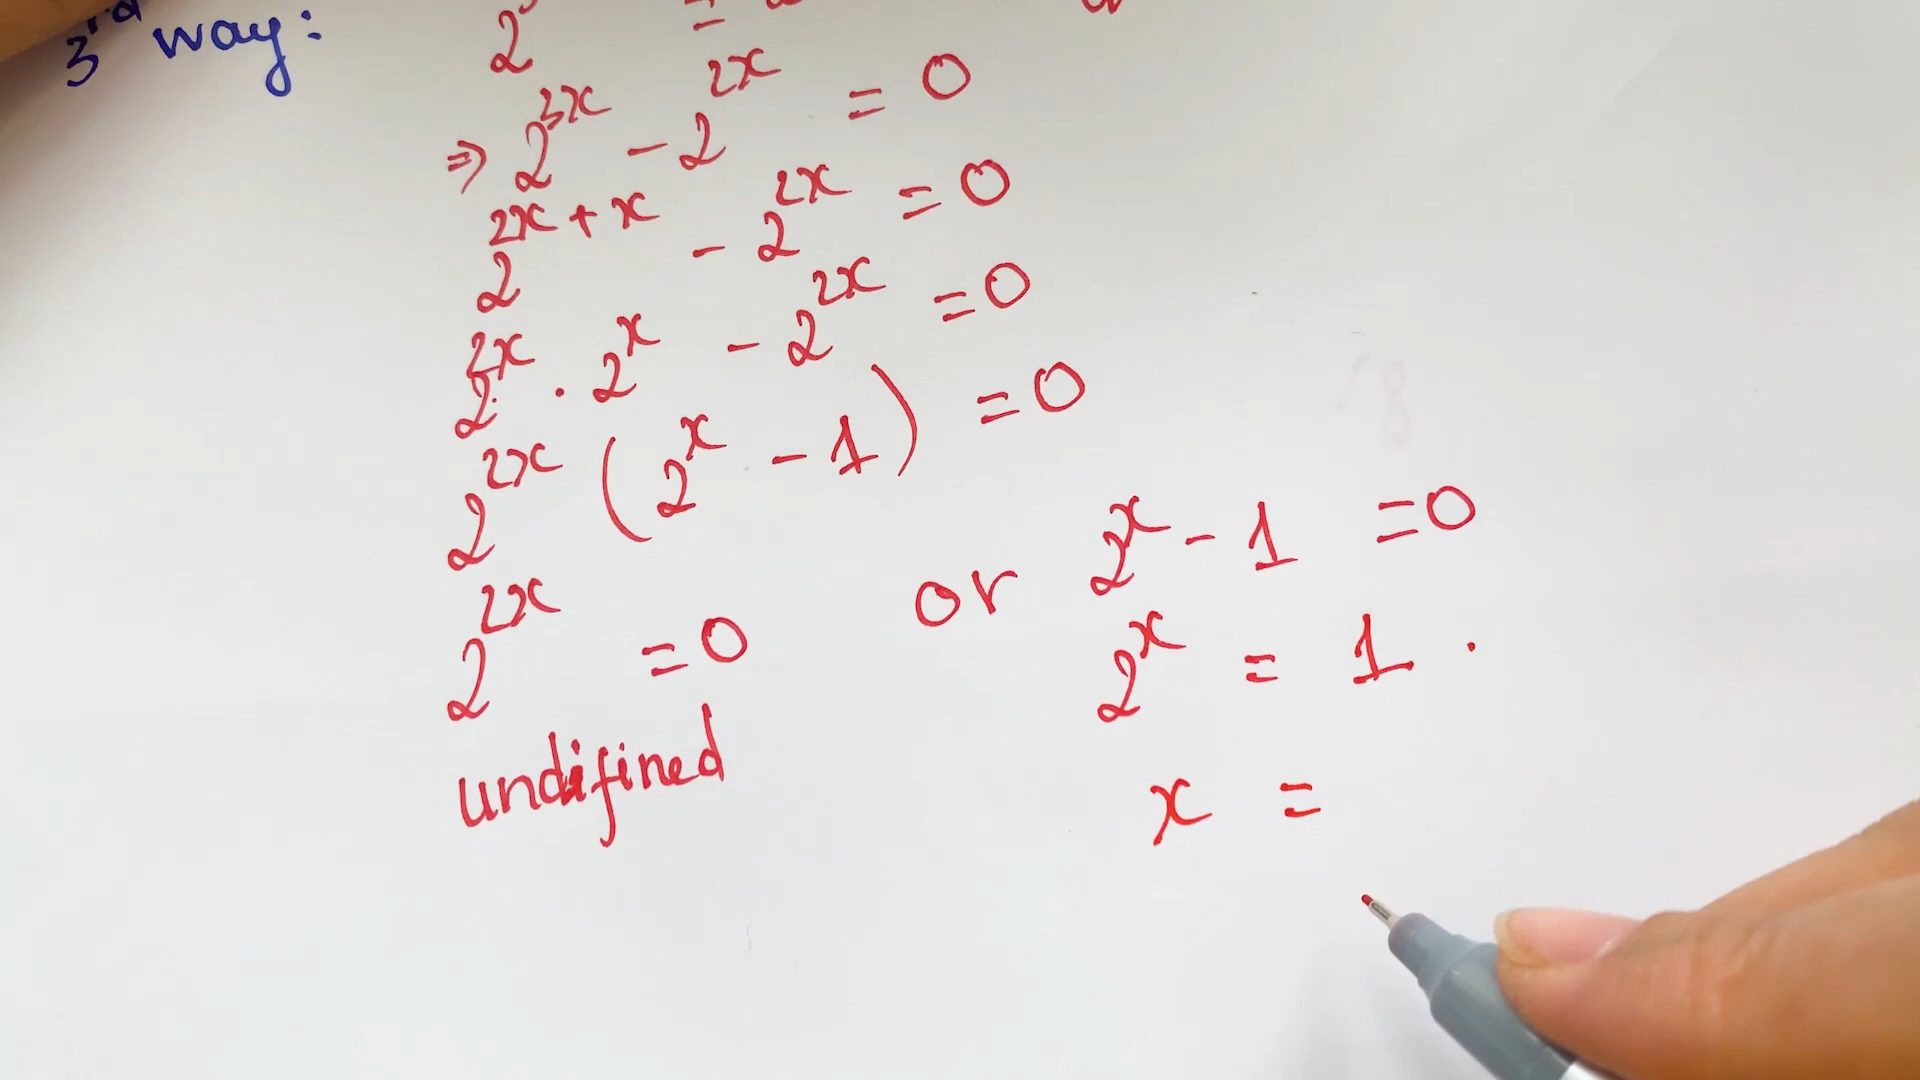 3rd way:
⇒ 2^3x - 2^2x = 0
2^2x+x - 2^2x = 0
2^2x . 2^x - 2^2x = 0
2^2x (2^x - 1) = 0
2^2x = 0 or 2^x - 1 = 0
undifined 2^x = 1 .
x =